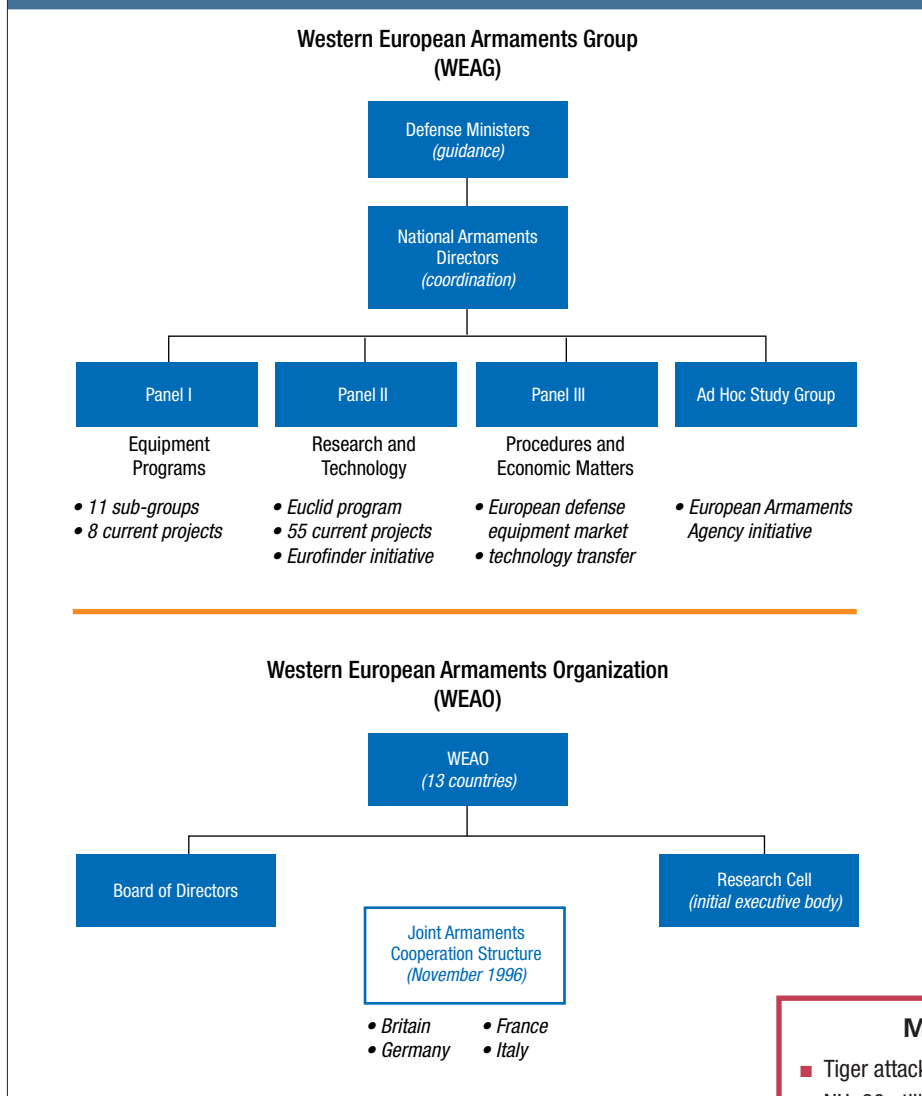 Western European Armaments Group
(WEAG)
Defense Ministers
(guidance)
National Armaments
Directors
(coordination)
Panel I
Equipment
Programs
• 11 sub-groups
• 8 current projects
Panel II
Research and
Technology
• Euclid program
• 55 current projects
• Eurofinder initiative
Panel III
Procedures and
Economic Matters
• European defense
equipment market
• technology transfer
Ad Hoc Study Group
• European Armaments
Agency initiative
Western European Armaments Organization
(WEAO)
WEAO
(13 countries)
Board of Directors
Research Cell
(initial executive body)
Joint Armaments
Cooperation Structure
(November 1996)
• Britain • France
• Germany • Italy
M
■ Tiger attack